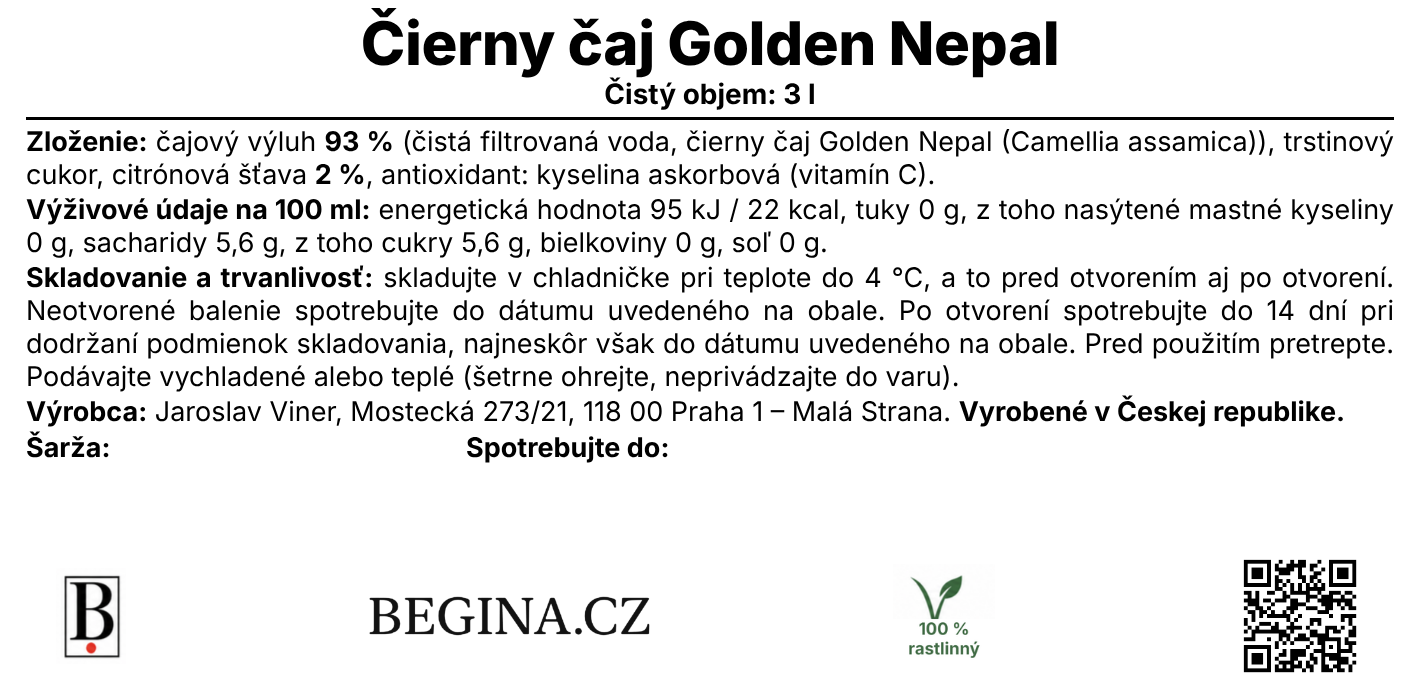 Čierny čaj Golden Nepal
Čistý objem: 3 l
Zloženie: čajový výluh 93 % (čistá filtrovaná voda, čierny čaj Golden Nepal (Camellia assamica)), trstinový
cukor, citrónová šťava 2 %, antioxidant: kyselina askorbová (vitamín C).
Výživové údaje na 100 ml: energetická hodnota 95 kJ / 22 kcal, tuky 0 g, z toho nasýtené mastné kyseliny
0 g, sacharidy 5,6 g, z toho cukry 5,6 g, bielkoviny 0 g, soľ 0 g.
Skladovanie a trvanlivosť: skladujte v chladničke pri teplote do 4 °C, a to pred otvorením aj po otvorení.
Neotvorené balenie spotrebujte do dátumu uvedeného na obale. Po otvorení spotrebujte do 14 dní pri
dodržaní podmienok skladovania, najneskôr však do dátumu uvedeného na obale. Pred použitím pretrepte.
Podávajte vychladené alebo teplé (šetrne ohrejte, neprivádzajte do varu).
Výrobca: Jaroslav Viner, Mostecká 273/21, 118 00 Praha 1 – Malá Strana. Vyrobené v Českej republike.
Šarža: Spotrebujte do:
B
BEGINA.CZ
100 %
rastlinný